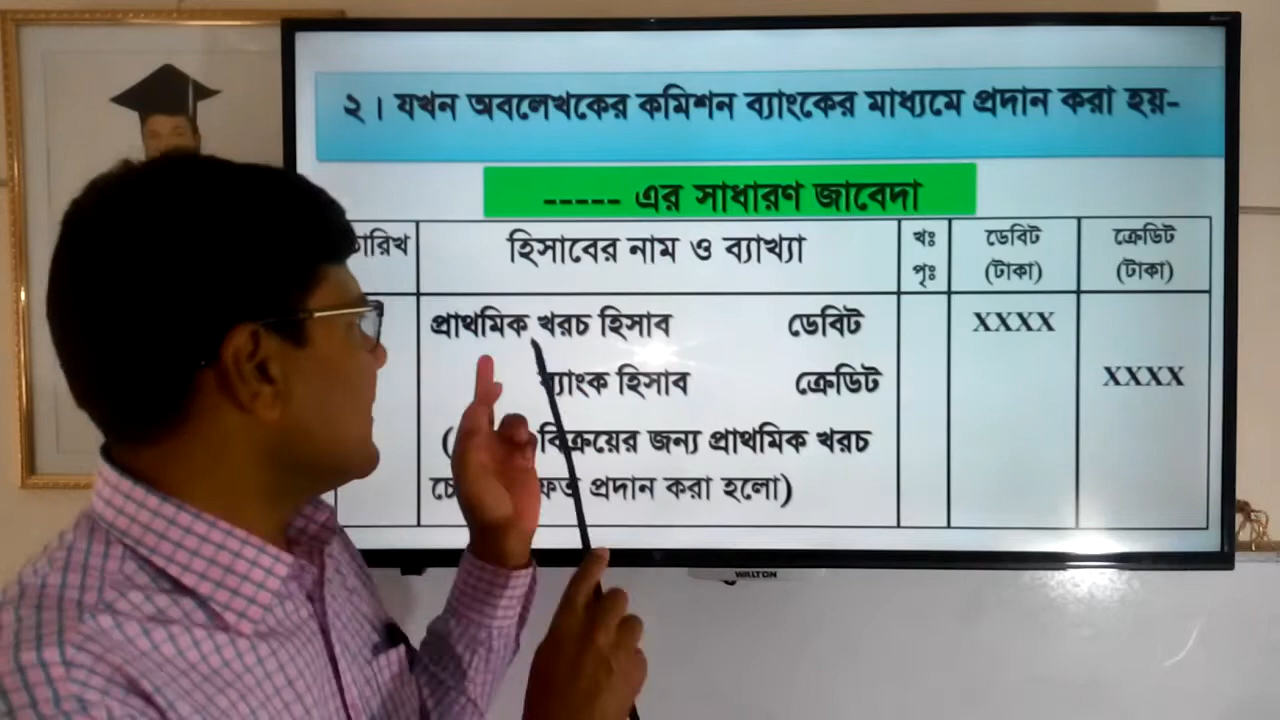 ২। যখন অবলেখকের কমিশন ব্যাংকের মাধ্যমে প্রদান করা হয়-
----- এর সাধারণ জাবেদা
হিসাবের নাম ও ব্যাখ্যা খঃ পৃঃ ডেবিট (টাকা) ক্রেডিট (টাকা)
প্রাথমিক খরচ হিসাব ডেবিট XXXX
ব্যাংক হিসাব ক্রেডিট XXXX
( বিক্রয়ের জন্য প্রাথমিক খরচ
প্রদান করা হলো)
WALTON